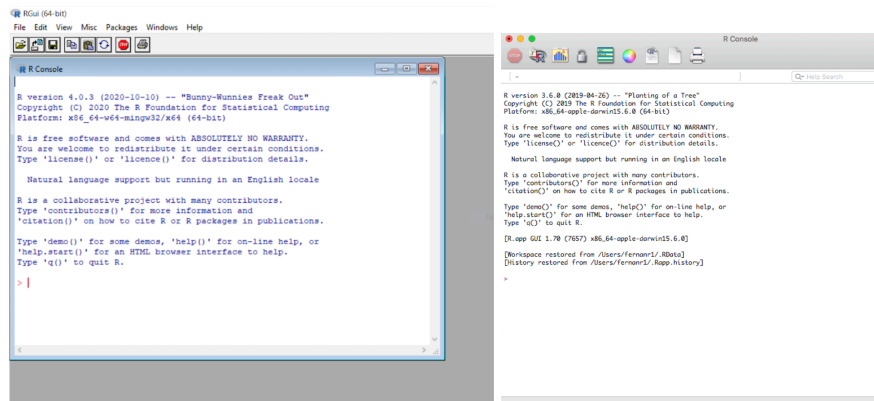 RGui (64-bit)
File Edit View Misc Packages Windows Help
R Console
R version 4.0.3 (2020-10-10) -- "Bunny-Wunnies Freak Out"
Copyright (C) 2020 The R Foundation for Statistical Computing
Platform: x86_64-w64-mingw32/x64 (64-bit)
R is free software and comes with ABSOLUTELY NO WARRANTY.
You are welcome to redistribute it under certain conditions.
Type 'license()' or 'licence()' for distribution details.
Natural language support but running in an English locale
R is a collaborative project with many contributors.
Type 'contributors()' for more information and
'citation()' on how to cite R or R packages in publications.
Type 'demo()' for some demos, 'help()' for on-line help, or
'help.start()' for an HTML browser interface to help.
Type 'q()' to quit R.
>
R Console
Help Search
R version 3.6.0 (2019-04-26) -- "Planting of a Tree"
Copyright (C) 2019 The R Foundation for Statistical Computing
Platform: x86_64-apple-darwin15.6.0 (64-bit)
R is free software and comes with ABSOLUTELY NO WARRANTY.
You are welcome to redistribute it under certain conditions.
Type 'license()' or 'licence()' for distribution details.
Natural language support but running in an English locale
R is a collaborative project with many contributors.
Type 'contributors()' for more information and
'citation()' on how to cite R or R packages in publications.
Type 'demo()' for some demos, 'help()' for on-line help, or
'help.start()' for an HTML browser interface to help.
Type 'q()' to quit R.
[R.app GUI 1.70 (7657) x86_64-apple-darwin15.6.0]
[Workspace restored from /Users/fernanr1/.RData]
[History restored from /Users/fernanr1/.Rapp.history]
>